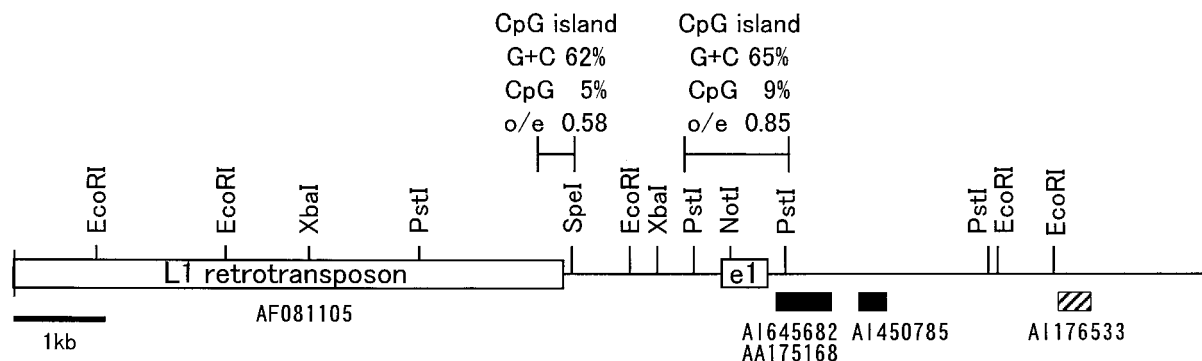 CpG island
G+C 62%
CpG 5%
o/e 0.58
CpG island
G+C 65%
CpG 9%
o/e 0.85
EcoRI
EcoRI
XbaI
PstI
SpeI
EcoRI
XbaI
PstI
NotI
PstI
PstI
EcoRI
EcoRI
L1 retrotransposon
e1
AF081105
1kb
AI645682
AA175168
AI450785
AI176533